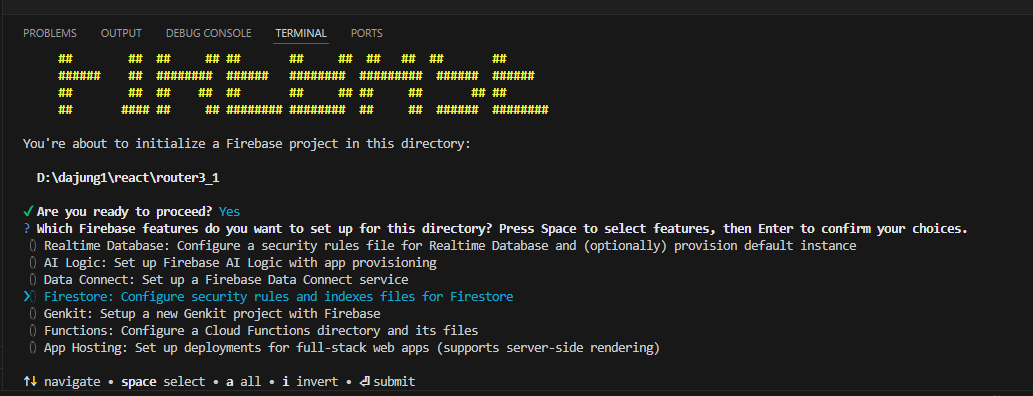 PROBLEMS OUTPUT DEBUG CONSOLE TERMINAL PORTS
     ##        ##  ##     ## ##       ##     ##  ##   ##  ##       ##
     ######    ##  ########  ######   ########  #########  ######  ######
     ##        ##  ##    ##  ##       ##     ## ##     ##       ## ##
     ##       #### ##     ## ######## ########  ##     ##  ######  ########
You're about to initialize a Firebase project in this directory:
D:\dajung1\react\router3_1
✔ Are you ready to proceed? Yes
? Which Firebase features do you want to set up for this directory? Press Space to select features, then Enter to confirm your choices.
() Realtime Database: Configure a security rules file for Realtime Database and (optionally) provision default instance
() AI Logic: Set up Firebase AI Logic with app provisioning
() Data Connect: Set up a Firebase Data Connect service
❯() Firestore: Configure security rules and indexes files for Firestore
() Genkit: Setup a new Genkit project with Firebase
() Functions: Configure a Cloud Functions directory and its files
() App Hosting: Set up deployments for full-stack web apps (supports server-side rendering)
↑↓ navigate • space select • a all • i invert • ⏎ submit